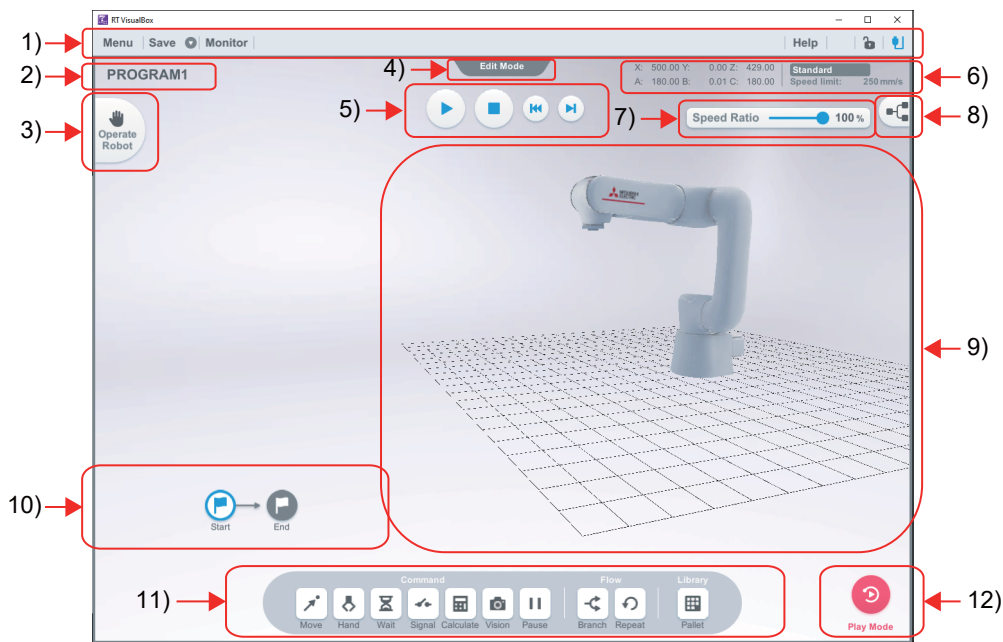 RT VisualBox
1)
Menu Save Monitor Help
2)
PROGRAM1
4)
Edit Mode
X: 500.00 Y: 0.00 Z: 429.00 Standard
A: 180.00 B: 0.01 C: 180.00 Speed limit: 250 mm/s
6)
3)
Operate
Robot
5)
7)
Speed Ratio 100 %
8)
MITSUBISHI
ELECTRIC
9)
10)
Start End
11)
Command Flow Library
Move Hand Wait Signal Calculate Vision Pause Branch Repeat Pallet
Play Mode
12)